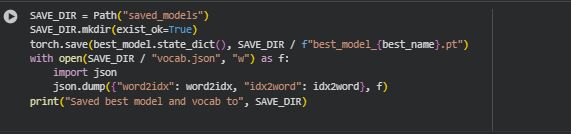 SAVE_DIR = Path("saved_models")
SAVE_DIR.mkdir(exist_ok=True)
torch.save(best_model.state_dict(), SAVE_DIR / f"best_model_{best_name}.pt")
with open(SAVE_DIR / "vocab.json", "w") as f:
    import json
    json.dump({"word2idx": word2idx, "idx2word": idx2word}, f)
print("Saved best model and vocab to", SAVE_DIR)